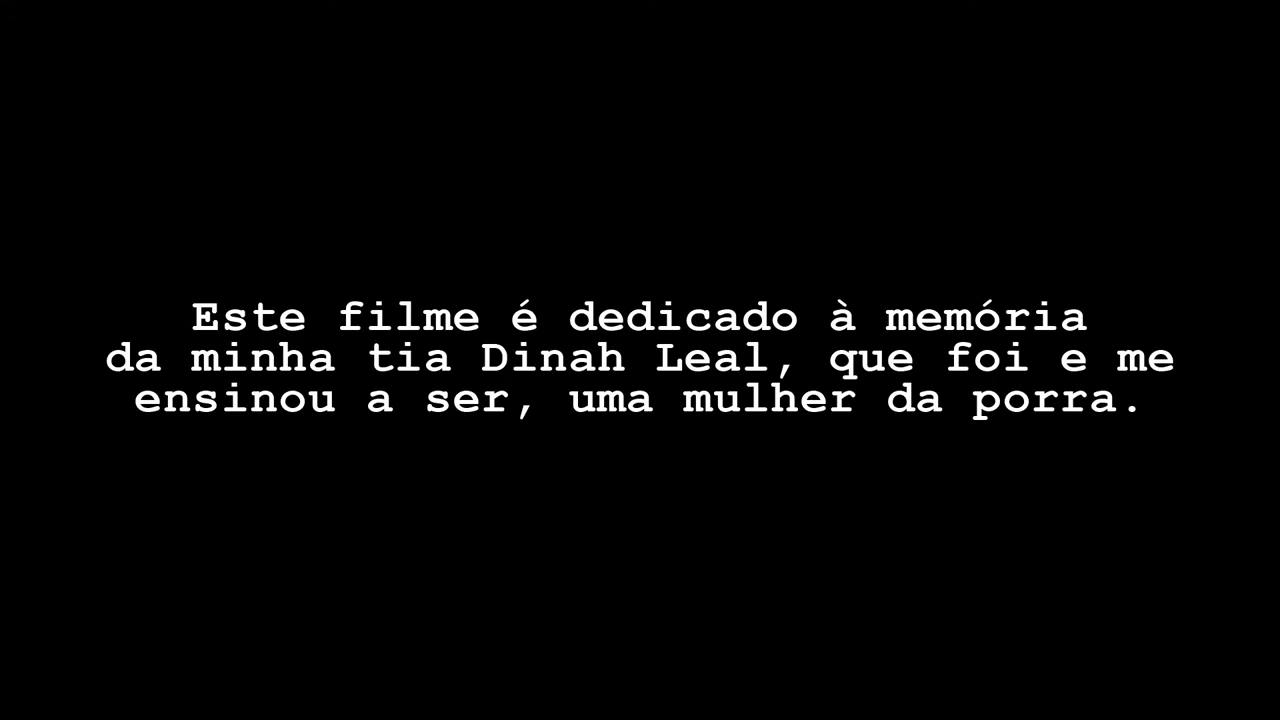 Este filme é dedicado à memória
da minha tia Dinah Leal, que foi e me
ensinou a ser, uma mulher da porra.